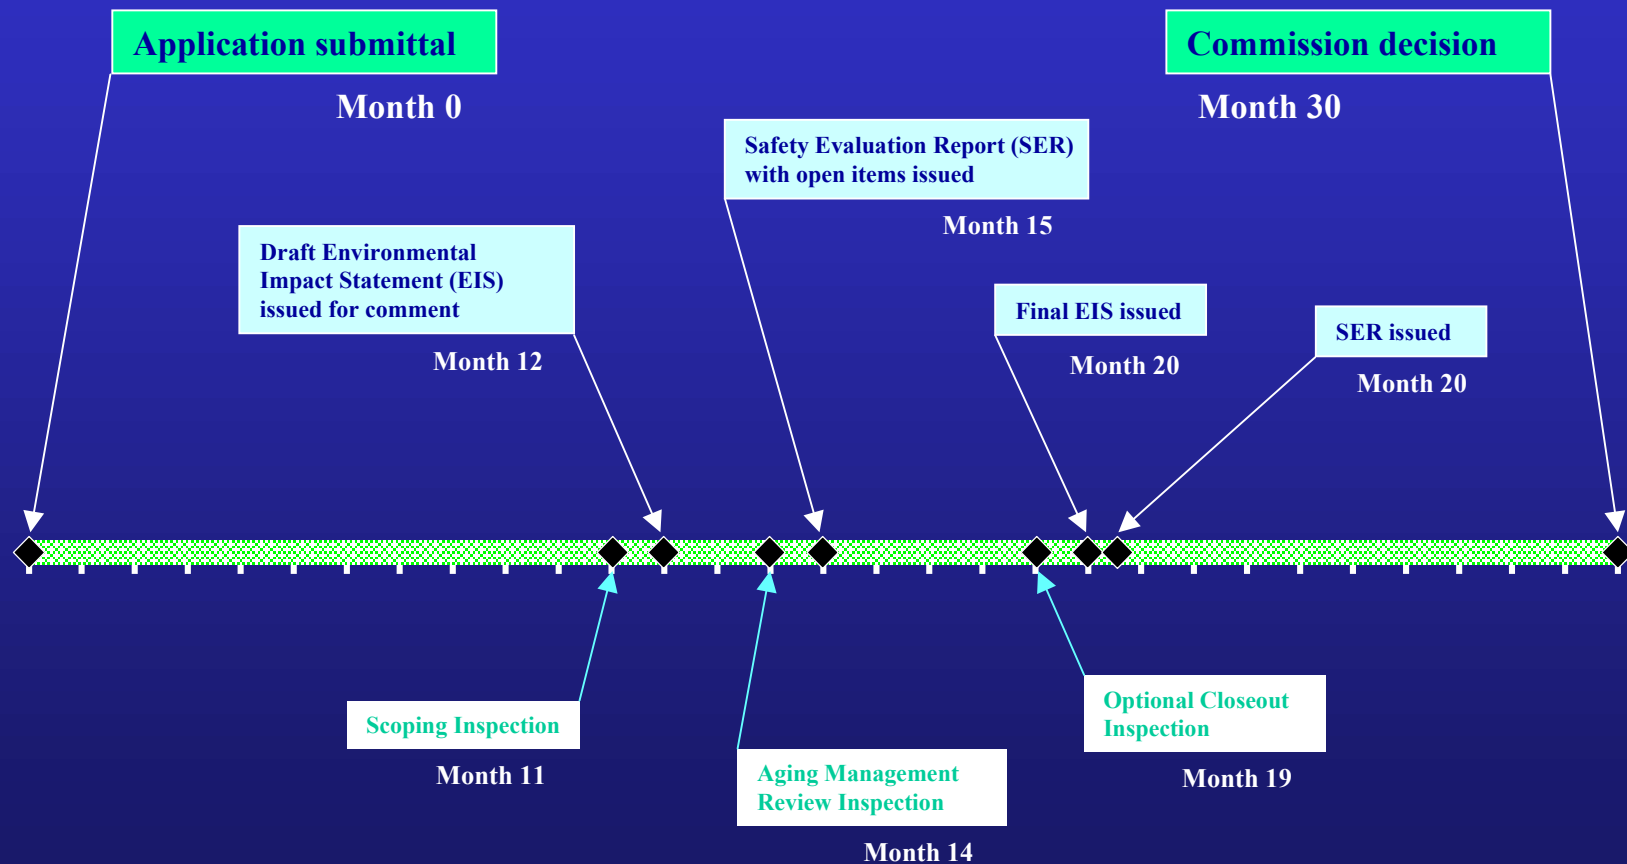 Application submittal
Month 0
Commission decision
Month 30
Safety Evaluation Report (SER)
with open items issued
Month 15
Draft Environmental
Impact Statement (EIS)
issued for comment
Month 12
Final EIS issued
Month 20
SER issued
Month 20
Scoping Inspection
Month 11
Aging Management
Review Inspection
Month 14
Optional Closeout
Inspection
Month 19